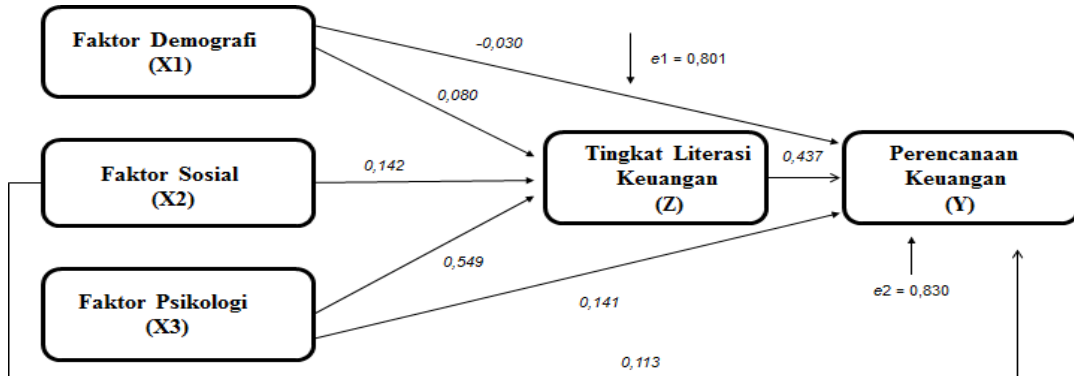 Faktor Demografi
(X1)
-0,030
e1 = 0,801
0,080
Faktor Sosial
(X2)
0,142
Tingkat Literasi
Keuangan
(Z)
0,437
Perencanaan
Keuangan
(Y)
0,549
Faktor Psikologi
(X3)
0,141
e2 = 0,830
0,113